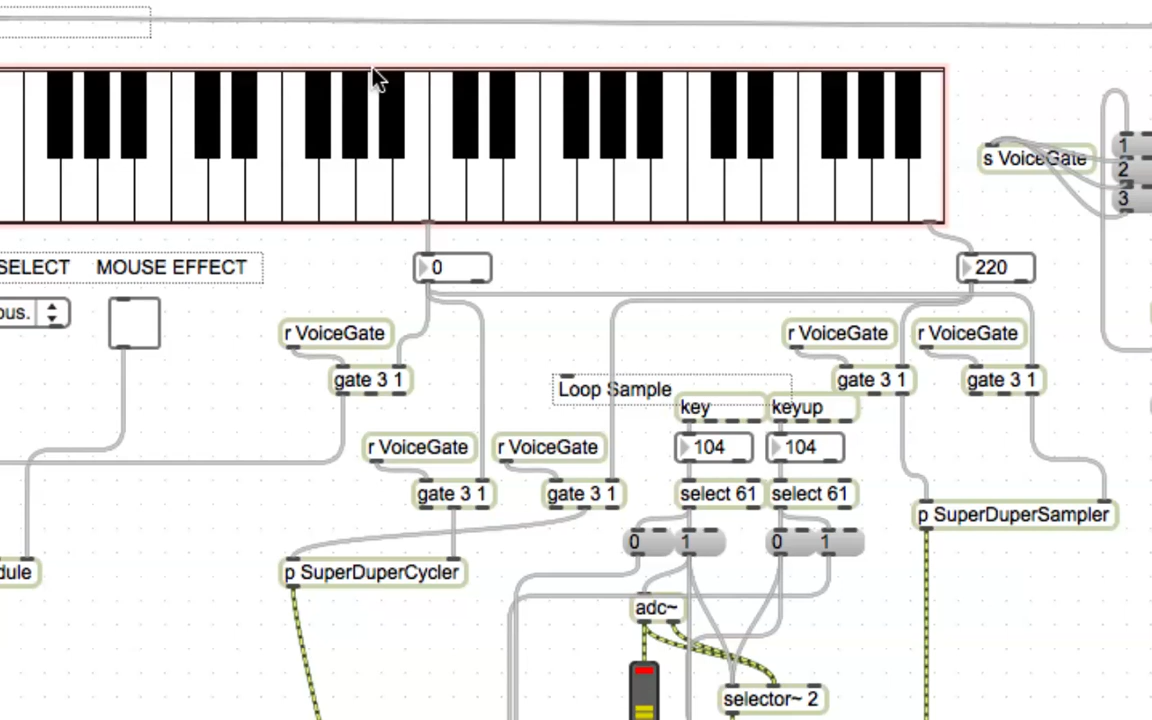 s VoiceGate
1
2
3
SELECT
MOUSE EFFECT
0
220
ous.
r VoiceGate
r VoiceGate
r VoiceGate
gate 3 1
gate 3 1
gate 3 1
Loop Sample
key
keyup
r VoiceGate
r VoiceGate
104
104
gate 3 1
gate 3 1
select 61
select 61
p SuperDuperSampler
0
1
0
1
dule
p SuperDuperCycler
adc~
selector~ 2